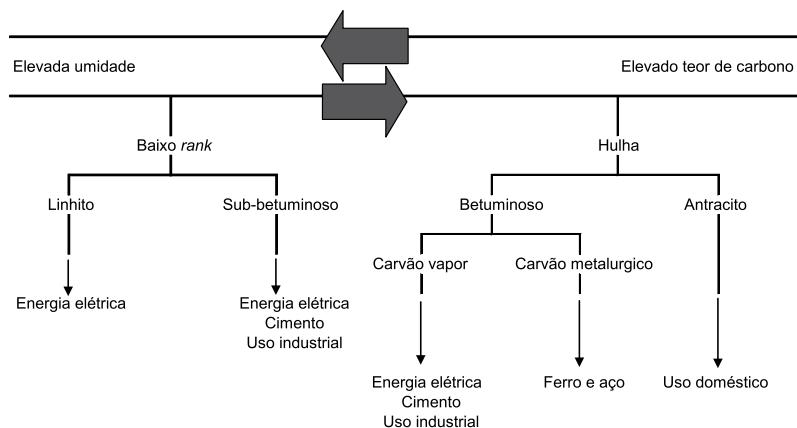 Elevada umidade
Elevado teor de carbono
Baixo rank
Hulha
Linhito
Sub-betuminoso
Betuminoso
Antracito
Carvão vapor
Carvão metalurgico
Energia elétrica
Energia elétrica
Cimento
Uso industrial
Energia elétrica
Cimento
Uso industrial
Ferro e aço
Uso doméstico